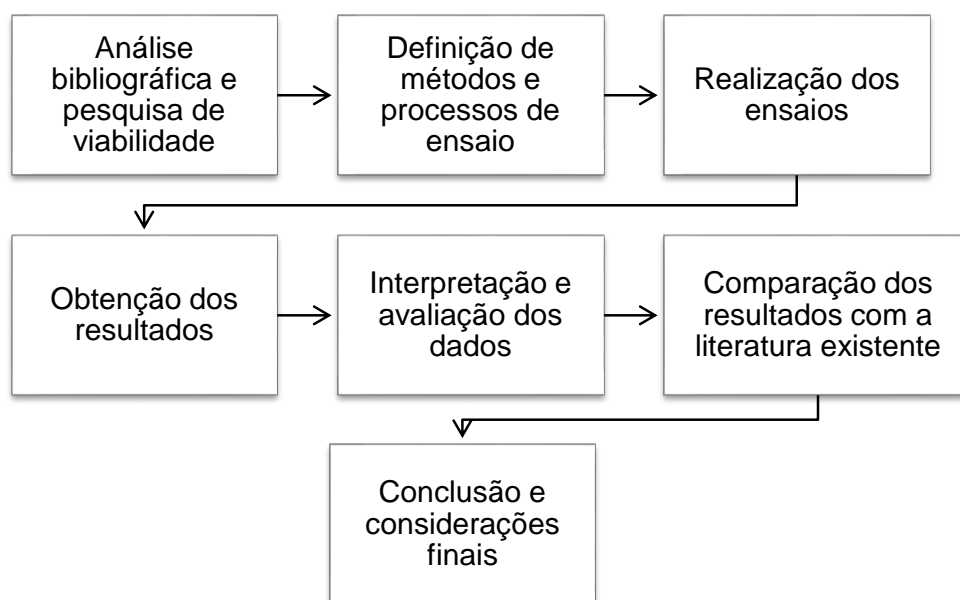 Análise
bibliográfica e
pesquisa de
viabilidade
Definição de
métodos e
processos de
ensaio
Realização dos
ensaios
Obtenção dos
resultados
Interpretação e
avaliação dos
dados
Comparação dos
resultados com a
literatura existente
Conclusão e
considerações
finais